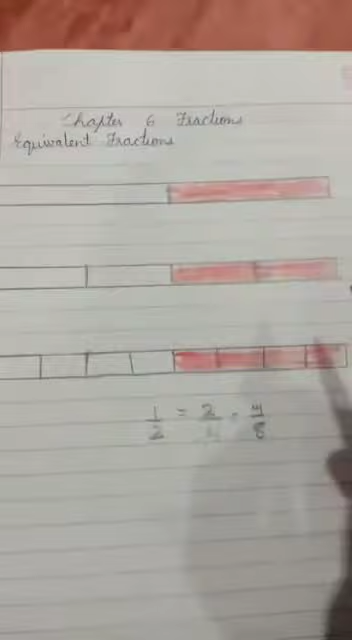 Chapter 6 Fractions
Equivalent Fractions
1/2 = 2/4 = 4/8